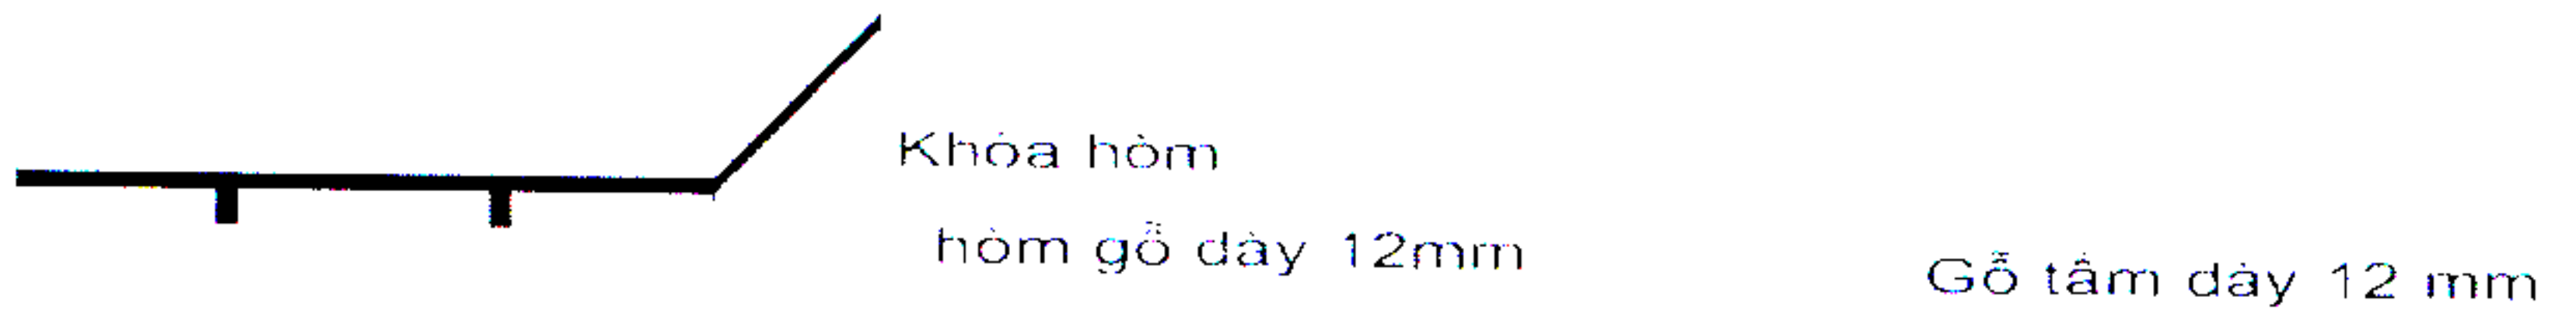 Khóa hòm
hòm gỗ dày 12mm
Gỗ tấm dày 12 mm